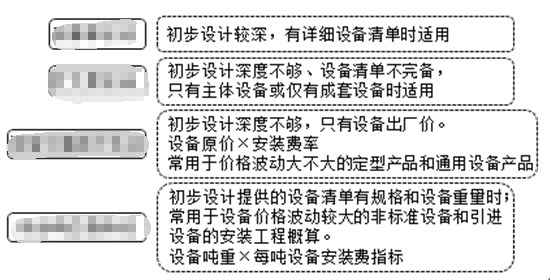 初步设计较深，有详细设备清单时适用
初步设计深度不够、设备清单不完备，
只有主体设备或仅有成套设备时适用
初步设计深度不够，只有设备出厂价。
设备原价×安装费率
常用于价格波动大不大的定型产品和通用设备产品
初步设计提供的设备清单有规格和设备重量时；
常用于设备价格波动较大的非标准设备和引进
设备的安装工程概算。
设备吨重×每吨设备安装费指标